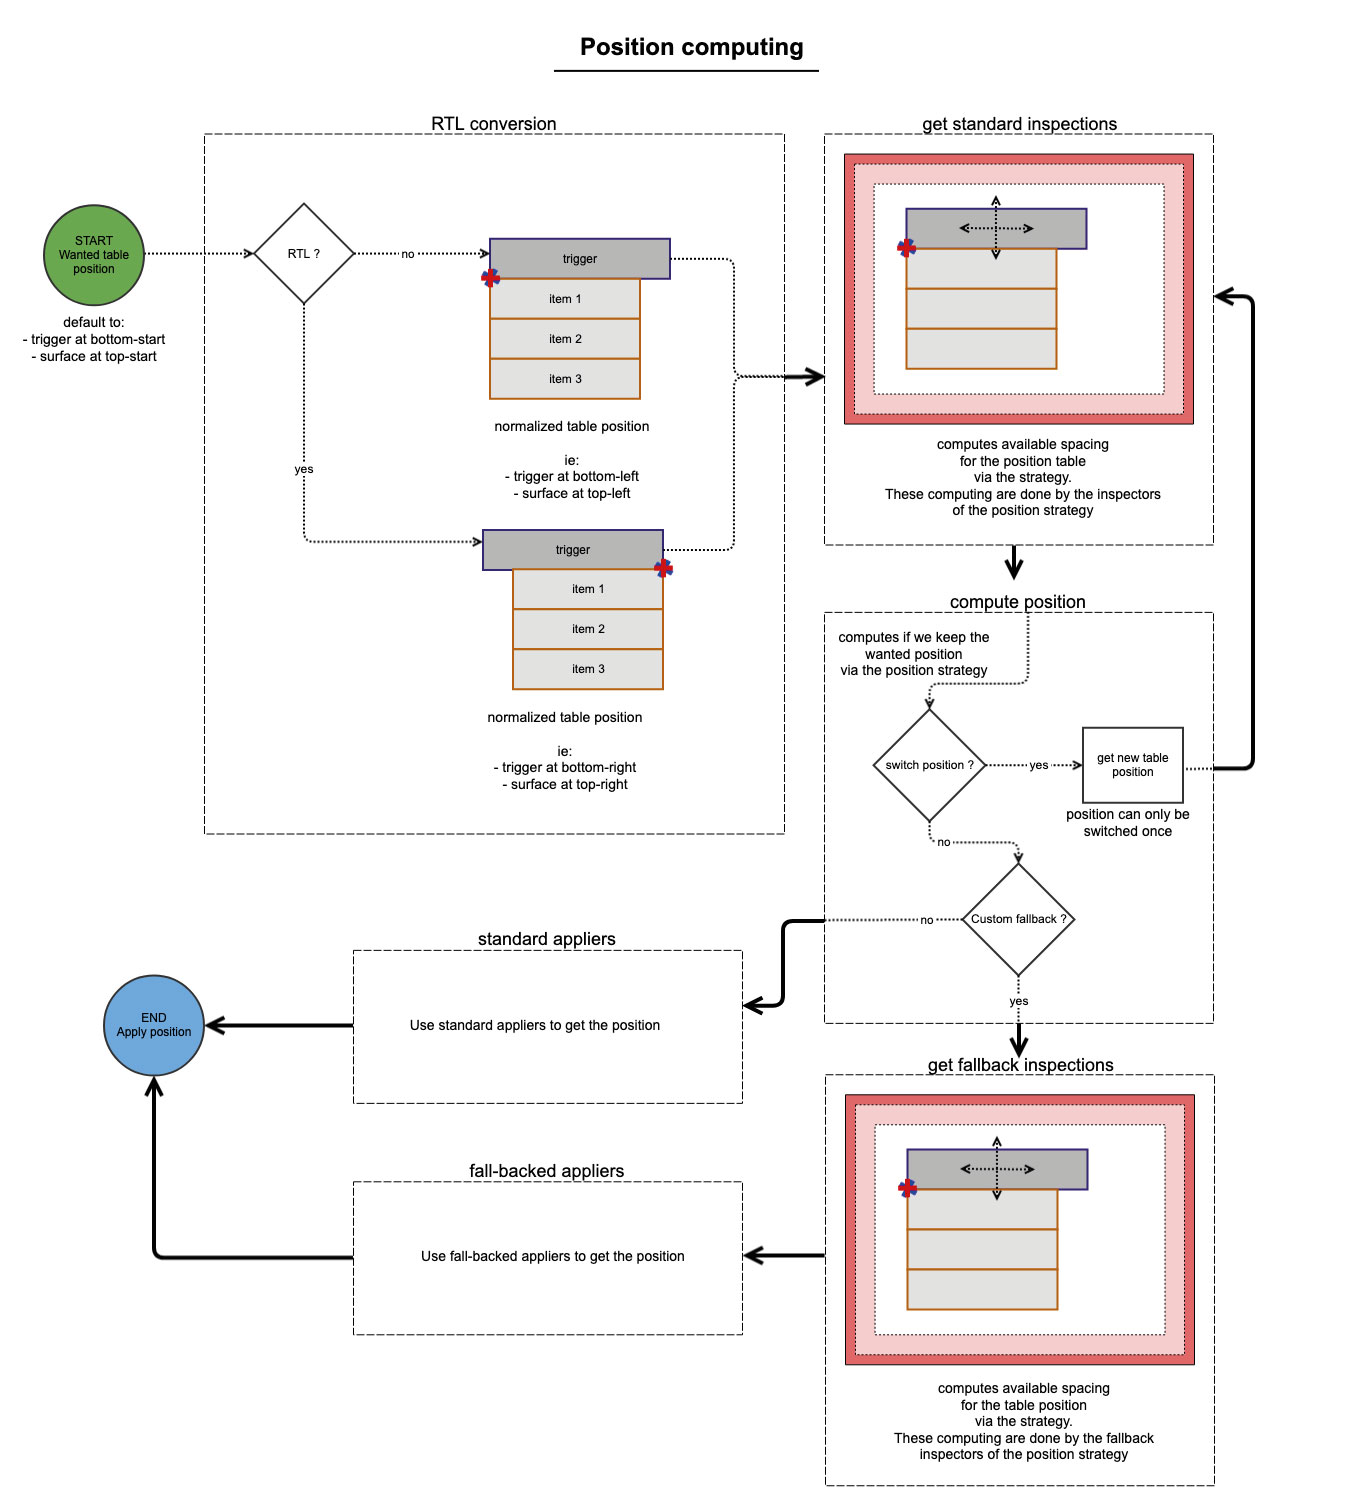 Position computing
RTL conversion
START
Wanted table
position
default to:
- trigger at bottom-start
- surface at top-start
RTL ?
no
yes
trigger
item 1
item 2
item 3
normalized table position
ie:
- trigger at bottom-left
- surface at top-left
trigger
item 1
item 2
item 3
normalized table position
ie:
- trigger at bottom-right
- surface at top-right
get standard inspections
computes available spacing
for the position table
via the strategy.
These computing are done by the inspectors
of the position strategy
compute position
computes if we keep the
wanted position
via the position strategy
switch position ?
yes
get new table
position
position can only be
switched once
no
Custom fallback ?
no
yes
standard appliers
Use standard appliers to get the position
END
Apply position
get fallback inspections
computes available spacing
for the table position
via the strategy.
These computing are done by the fallback
inspectors of the position strategy
fall-backed appliers
Use fall-backed appliers to get the position